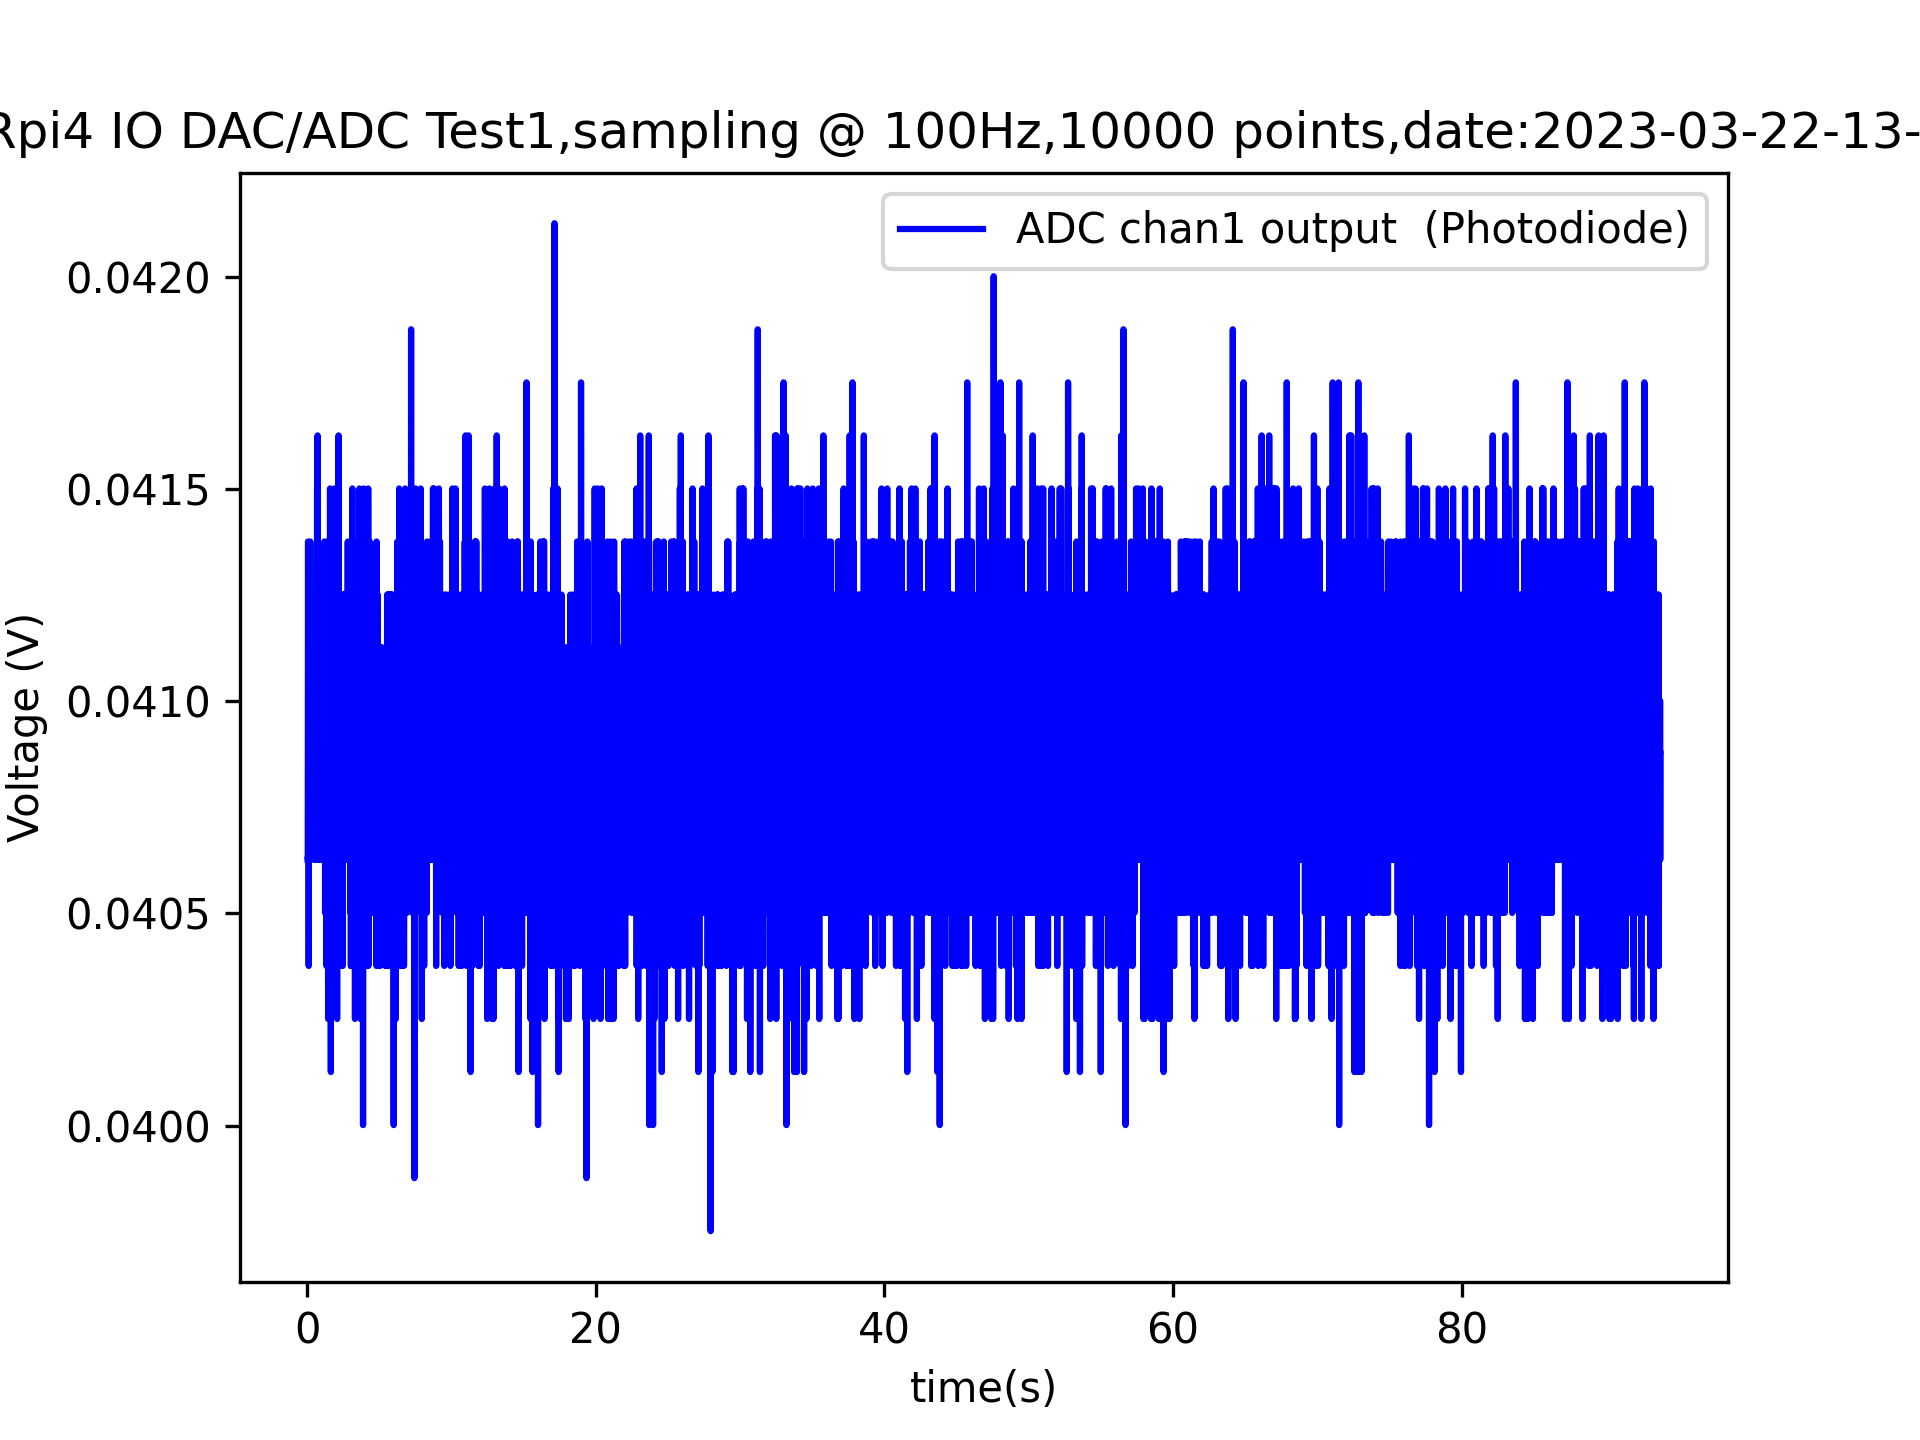 Rpi4 IO DAC/ADC Test1,sampling @ 100Hz,10000 points,date:2023-03-22-13-
ADC chan1 output  (Photodiode)
0.0420
0.0415
0.0410
0.0405
0.0400
Voltage (V)
0 20 40 60 80
time(s)